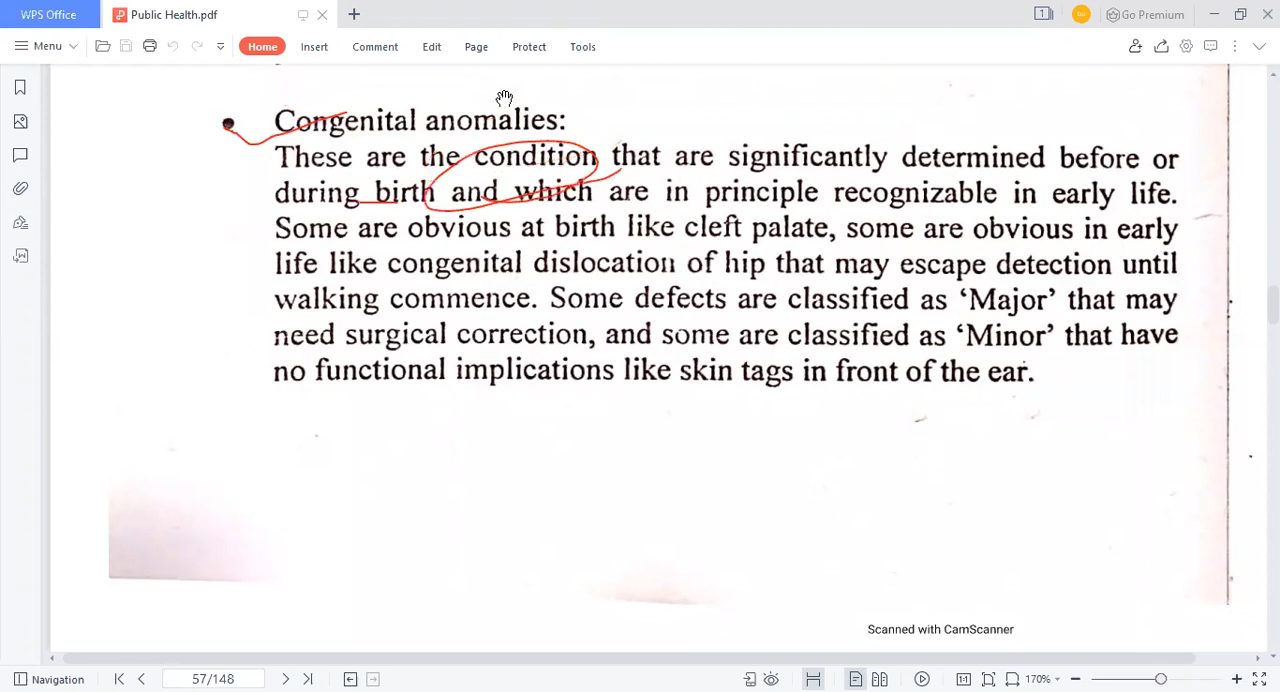 WPS Office
Public Health.pdf
Go Premium
Menu
Home Insert Comment Edit Page Protect Tools
Congenital anomalies:
These are the condition that are significantly determined before or
during birth and which are in principle recognizable in early life.
Some are obvious at birth like cleft palate, some are obvious in early
life like congenital dislocation of hip that may escape detection until
walking commence. Some defects are classified as ‘Major’ that may
need surgical correction, and some are classified as ‘Minor’ that have
no functional implications like skin tags in front of the ear.
Scanned with CamScanner
Navigation 57/148 170%